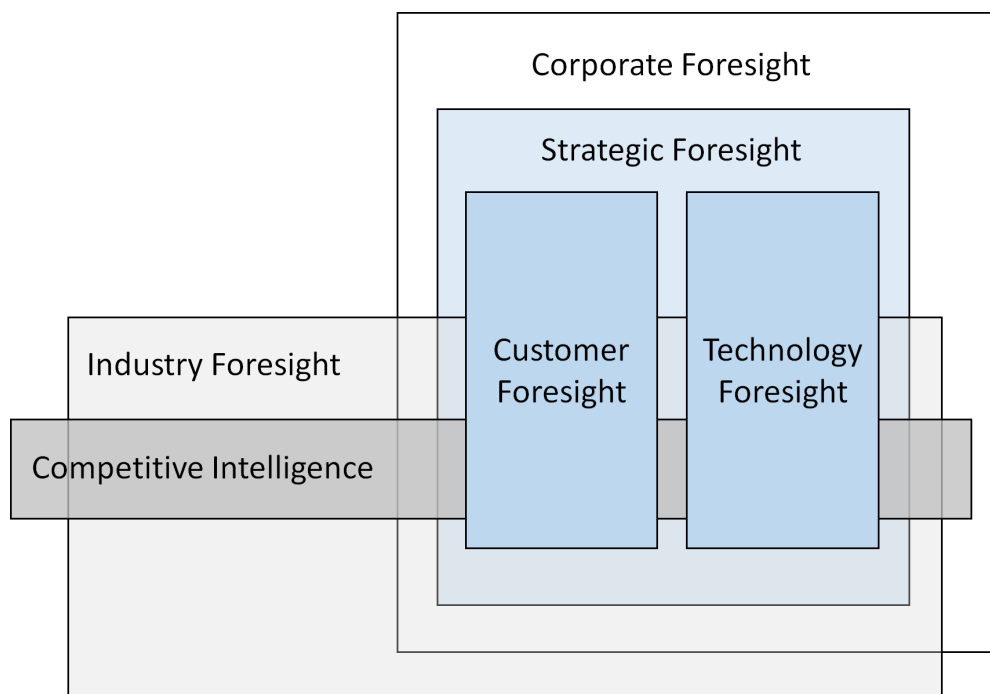 Corporate Foresight
Strategic Foresight
Industry Foresight
Customer
Foresight
Technology
Foresight
Competitive Intelligence